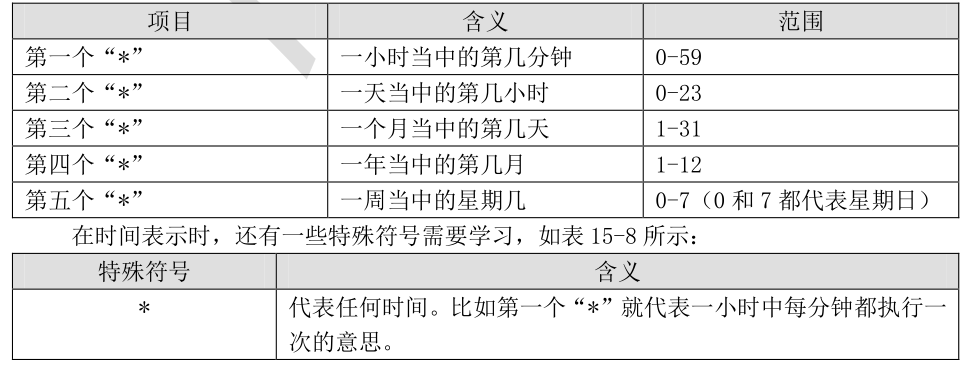 项目 含义 范围
第一个“*” 一小时当中的第几分钟 0-59
第二个“*” 一天当中的第几小时 0-23
第三个“*” 一个月当中的第几天 1-31
第四个“*” 一年当中的第几月 1-12
第五个“*” 一周当中的星期几 0-7（0 和 7 都代表星期日）
在时间表示时，还有一些特殊符号需要学习，如表 15-8 所示：
特殊符号 含义
* 代表任何时间。比如第一个“*”就代表一小时中每分钟都执行一
次的意思。